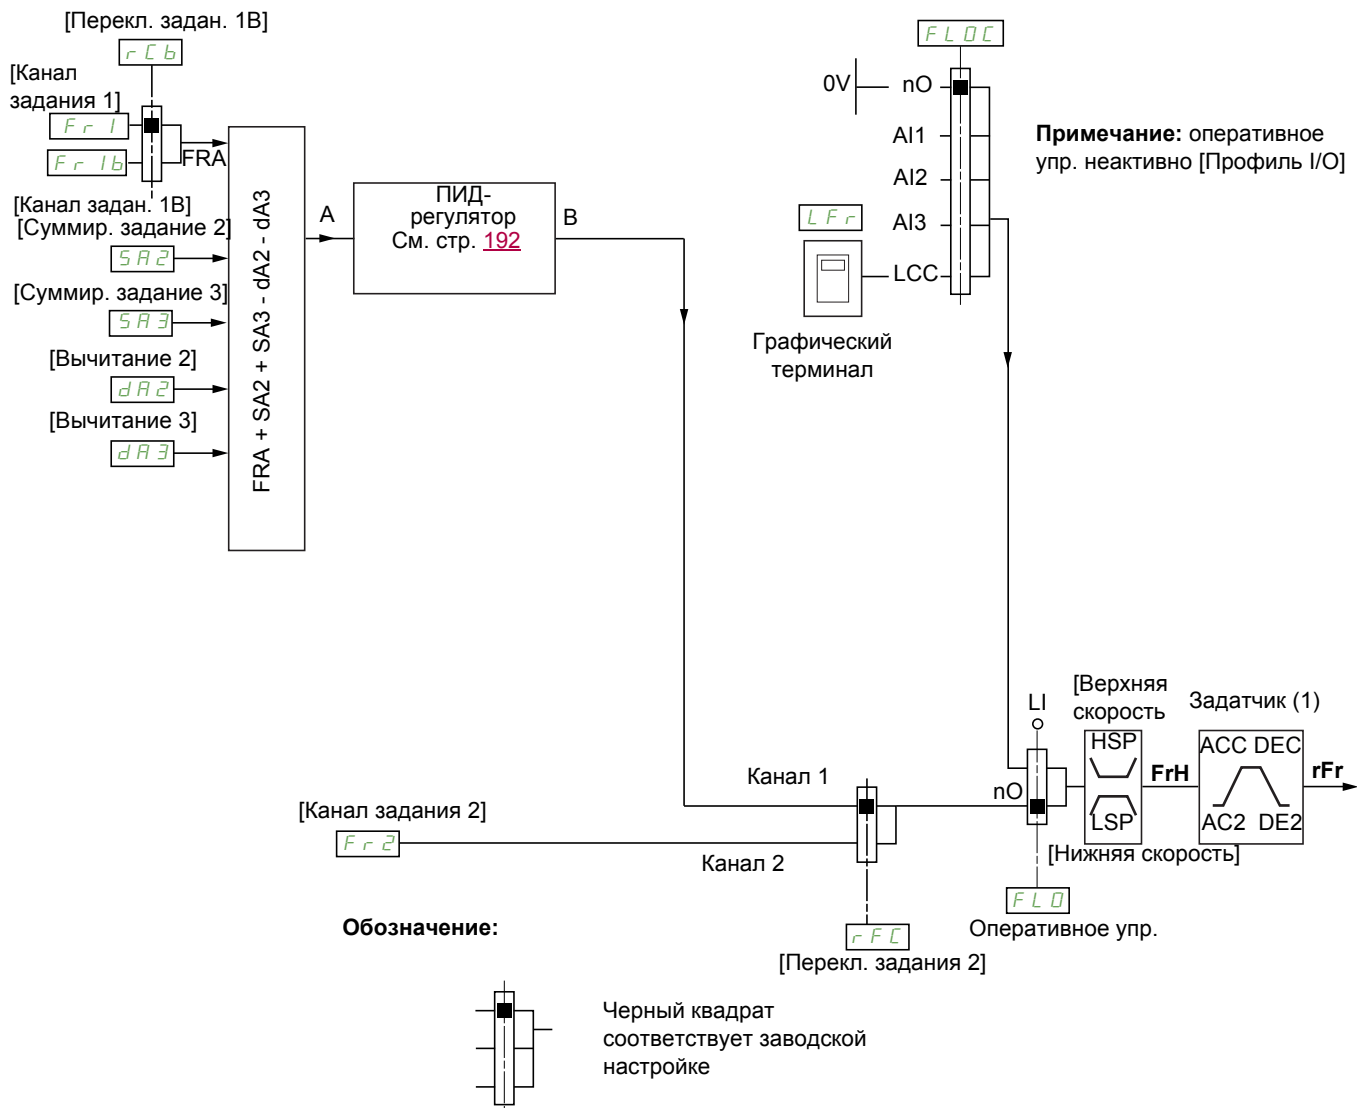 [Перекл. задан. 1B]
rCb
[Канал
задания 1]
Fr1
Fr1b
FRA
[Канал задан. 1B]
[Суммир. задание 2]
SA2
[Суммир. задание 3]
SA3
[Вычитание 2]
dA2
[Вычитание 3]
dA3
FRA + SA2 + SA3 - dA2 - dA3
A
ПИД-
регулятор
См. стр. 192
B
FLOC
0V
nO
AI1
AI2
AI3
LFr
LCC
Графический
терминал
Примечание: оперативное
упр. неактивно [Профиль I/O]
[Канал задания 2]
Fr2
Канал 1
Канал 2
rFC
[Перекл. задания 2]
LI
nO
FLO
Оперативное упр.
[Верхняя
скорость
HSP
LSP
[Нижняя скорость]
FrH
Задатчик (1)
ACC DEC
AC2 DE2
rFr
Обозначение:
Черный квадрат
соответствует заводской
настройке